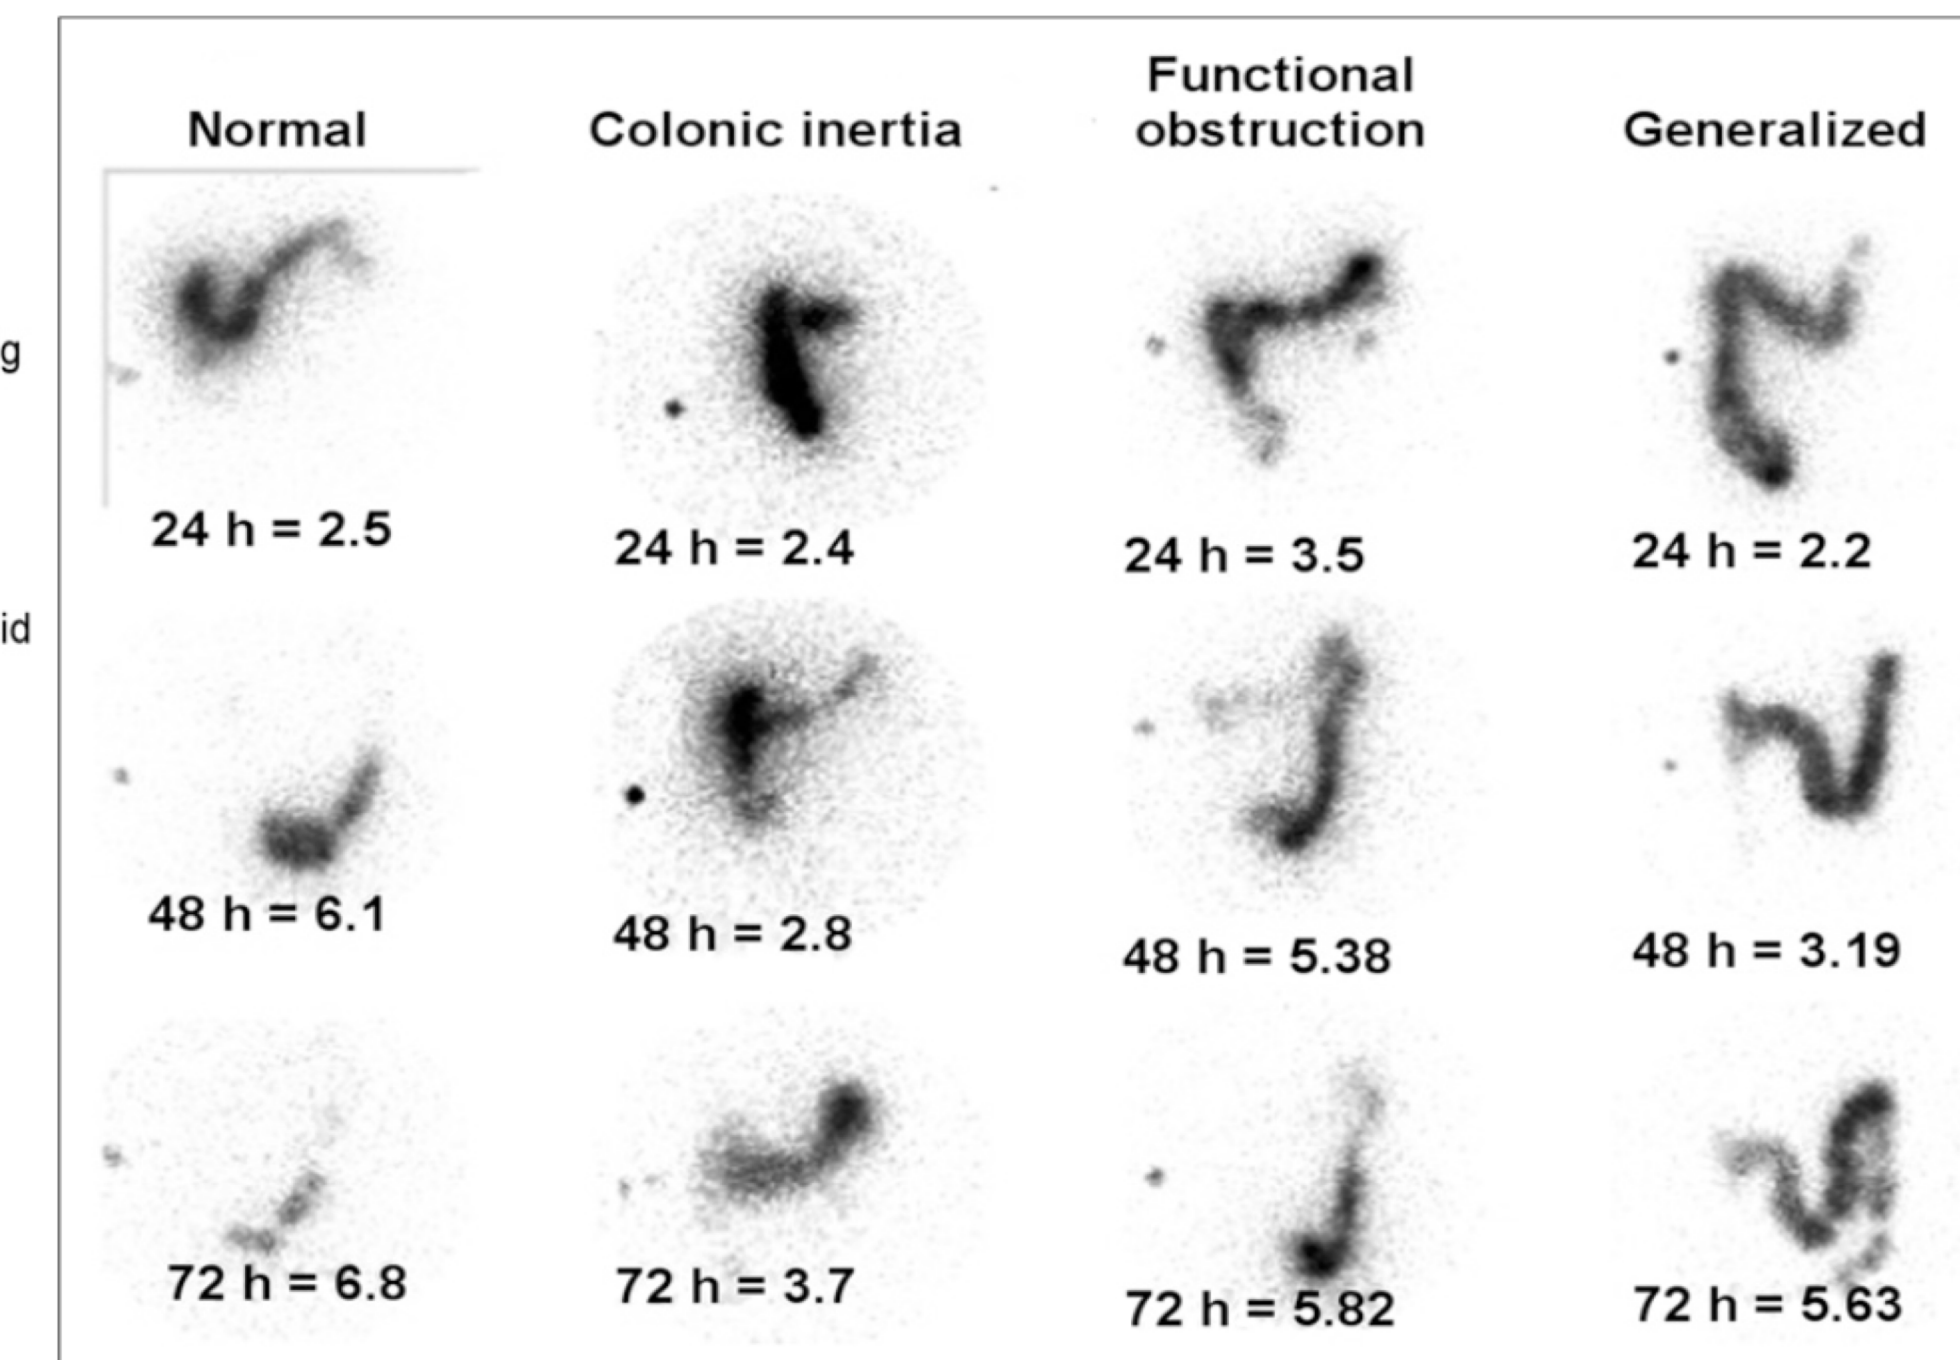 Normal
Colonic inertia
Functional
obstruction
Generalized
g
24 h = 2.5
24 h = 2.4
24 h = 3.5
24 h = 2.2
id
48 h = 6.1
48 h = 2.8
48 h = 5.38
48 h = 3.19
72 h = 6.8
72 h = 3.7
72 h = 5.82
72 h = 5.63